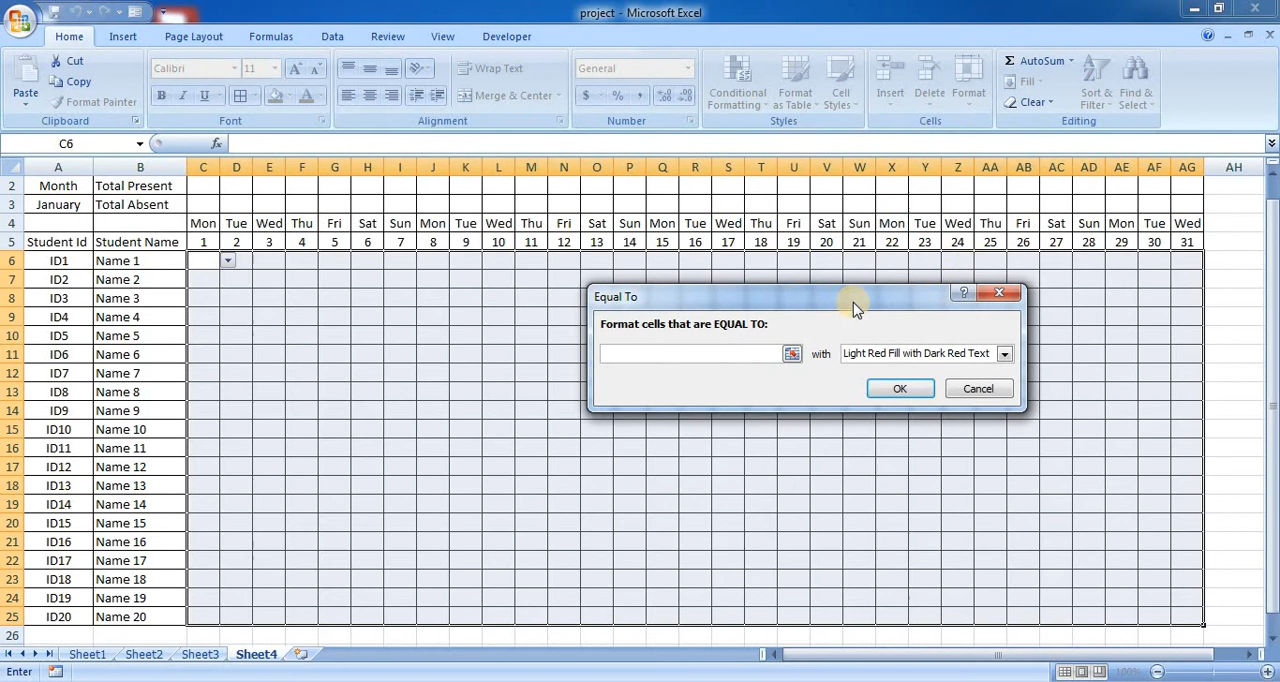 project - Microsoft Excel
Home Insert Page Layout Formulas Data Review View Developer
Paste Cut Copy Format Painter Clipboard
Calibri 11 B I U Font
Wrap Text Merge & Center Alignment
General $ % , Number
Conditional Formatting Format as Table Cell Styles Styles
Insert Delete Format Cells
Σ AutoSum Fill Clear Sort & Filter Find & Select Editing
C6 fx
A B C D E F G H I J K L M N O P Q R S T U V W X Y Z AA AB AC AD AE AF AG AH
2 Month Total Present
3 January Total Absent
4 Mon Tue Wed Thu Fri Sat Sun Mon Tue Wed Thu Fri Sat Sun Mon Tue Wed Thu Fri Sat Sun Mon Tue Wed Thu Fri Sat Sun Mon Tue Wed
5 Student Id Student Name 1 2 3 4 5 6 7 8 9 10 11 12 13 14 15 16 17 18 19 20 21 22 23 24 25 26 27 28 29 30 31
6 ID1 Name 1
7 ID2 Name 2
8 ID3 Name 3
9 ID4 Name 4
10 ID5 Name 5
11 ID6 Name 6
12 ID7 Name 7
13 ID8 Name 8
14 ID9 Name 9
15 ID10 Name 10
16 ID11 Name 11
17 ID12 Name 12
18 ID13 Name 13
19 ID14 Name 14
20 ID15 Name 15
21 ID16 Name 16
22 ID17 Name 17
23 ID18 Name 18
24 ID19 Name 19
25 ID20 Name 20
26
Equal To
Format cells that are EQUAL TO:
with Light Red Fill with Dark Red Text
OK Cancel
Sheet1 Sheet2 Sheet3 Sheet4
Enter 100%